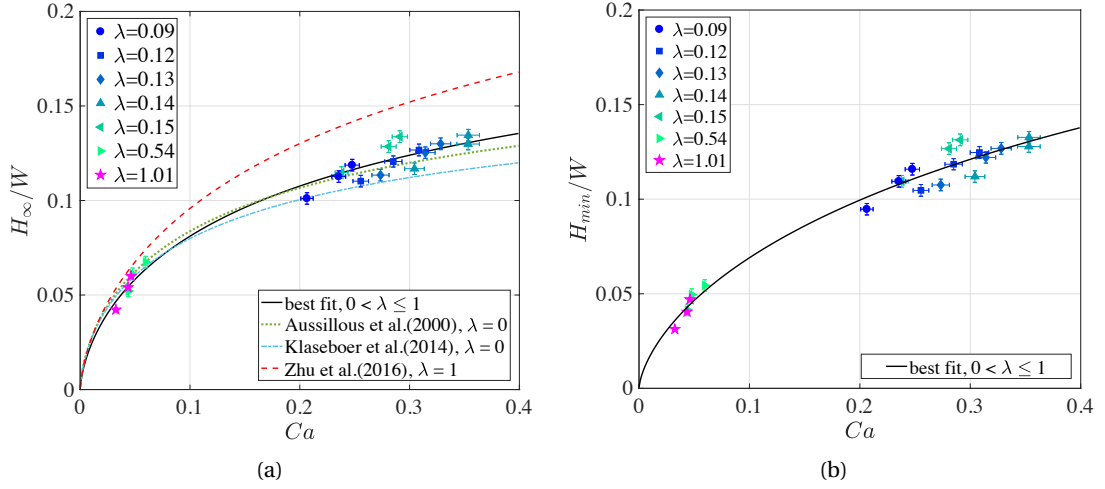 0.2
0.15
0.1
0.05
0
H∞/W
λ=0.09
λ=0.12
λ=0.13
λ=0.14
λ=0.15
λ=0.54
λ=1.01
best fit, 0 < λ ≤ 1
Aussillous et al.(2000), λ = 0
Klaseboer et al.(2014), λ = 0
Zhu et al.(2016), λ = 1
0 0.1 0.2 0.3 0.4
Ca
(a)
0.2
0.15
0.1
0.05
0
Hmin/W
λ=0.09
λ=0.12
λ=0.13
λ=0.14
λ=0.15
λ=0.54
λ=1.01
best fit, 0 < λ ≤ 1
0 0.1 0.2 0.3 0.4
Ca
(b)